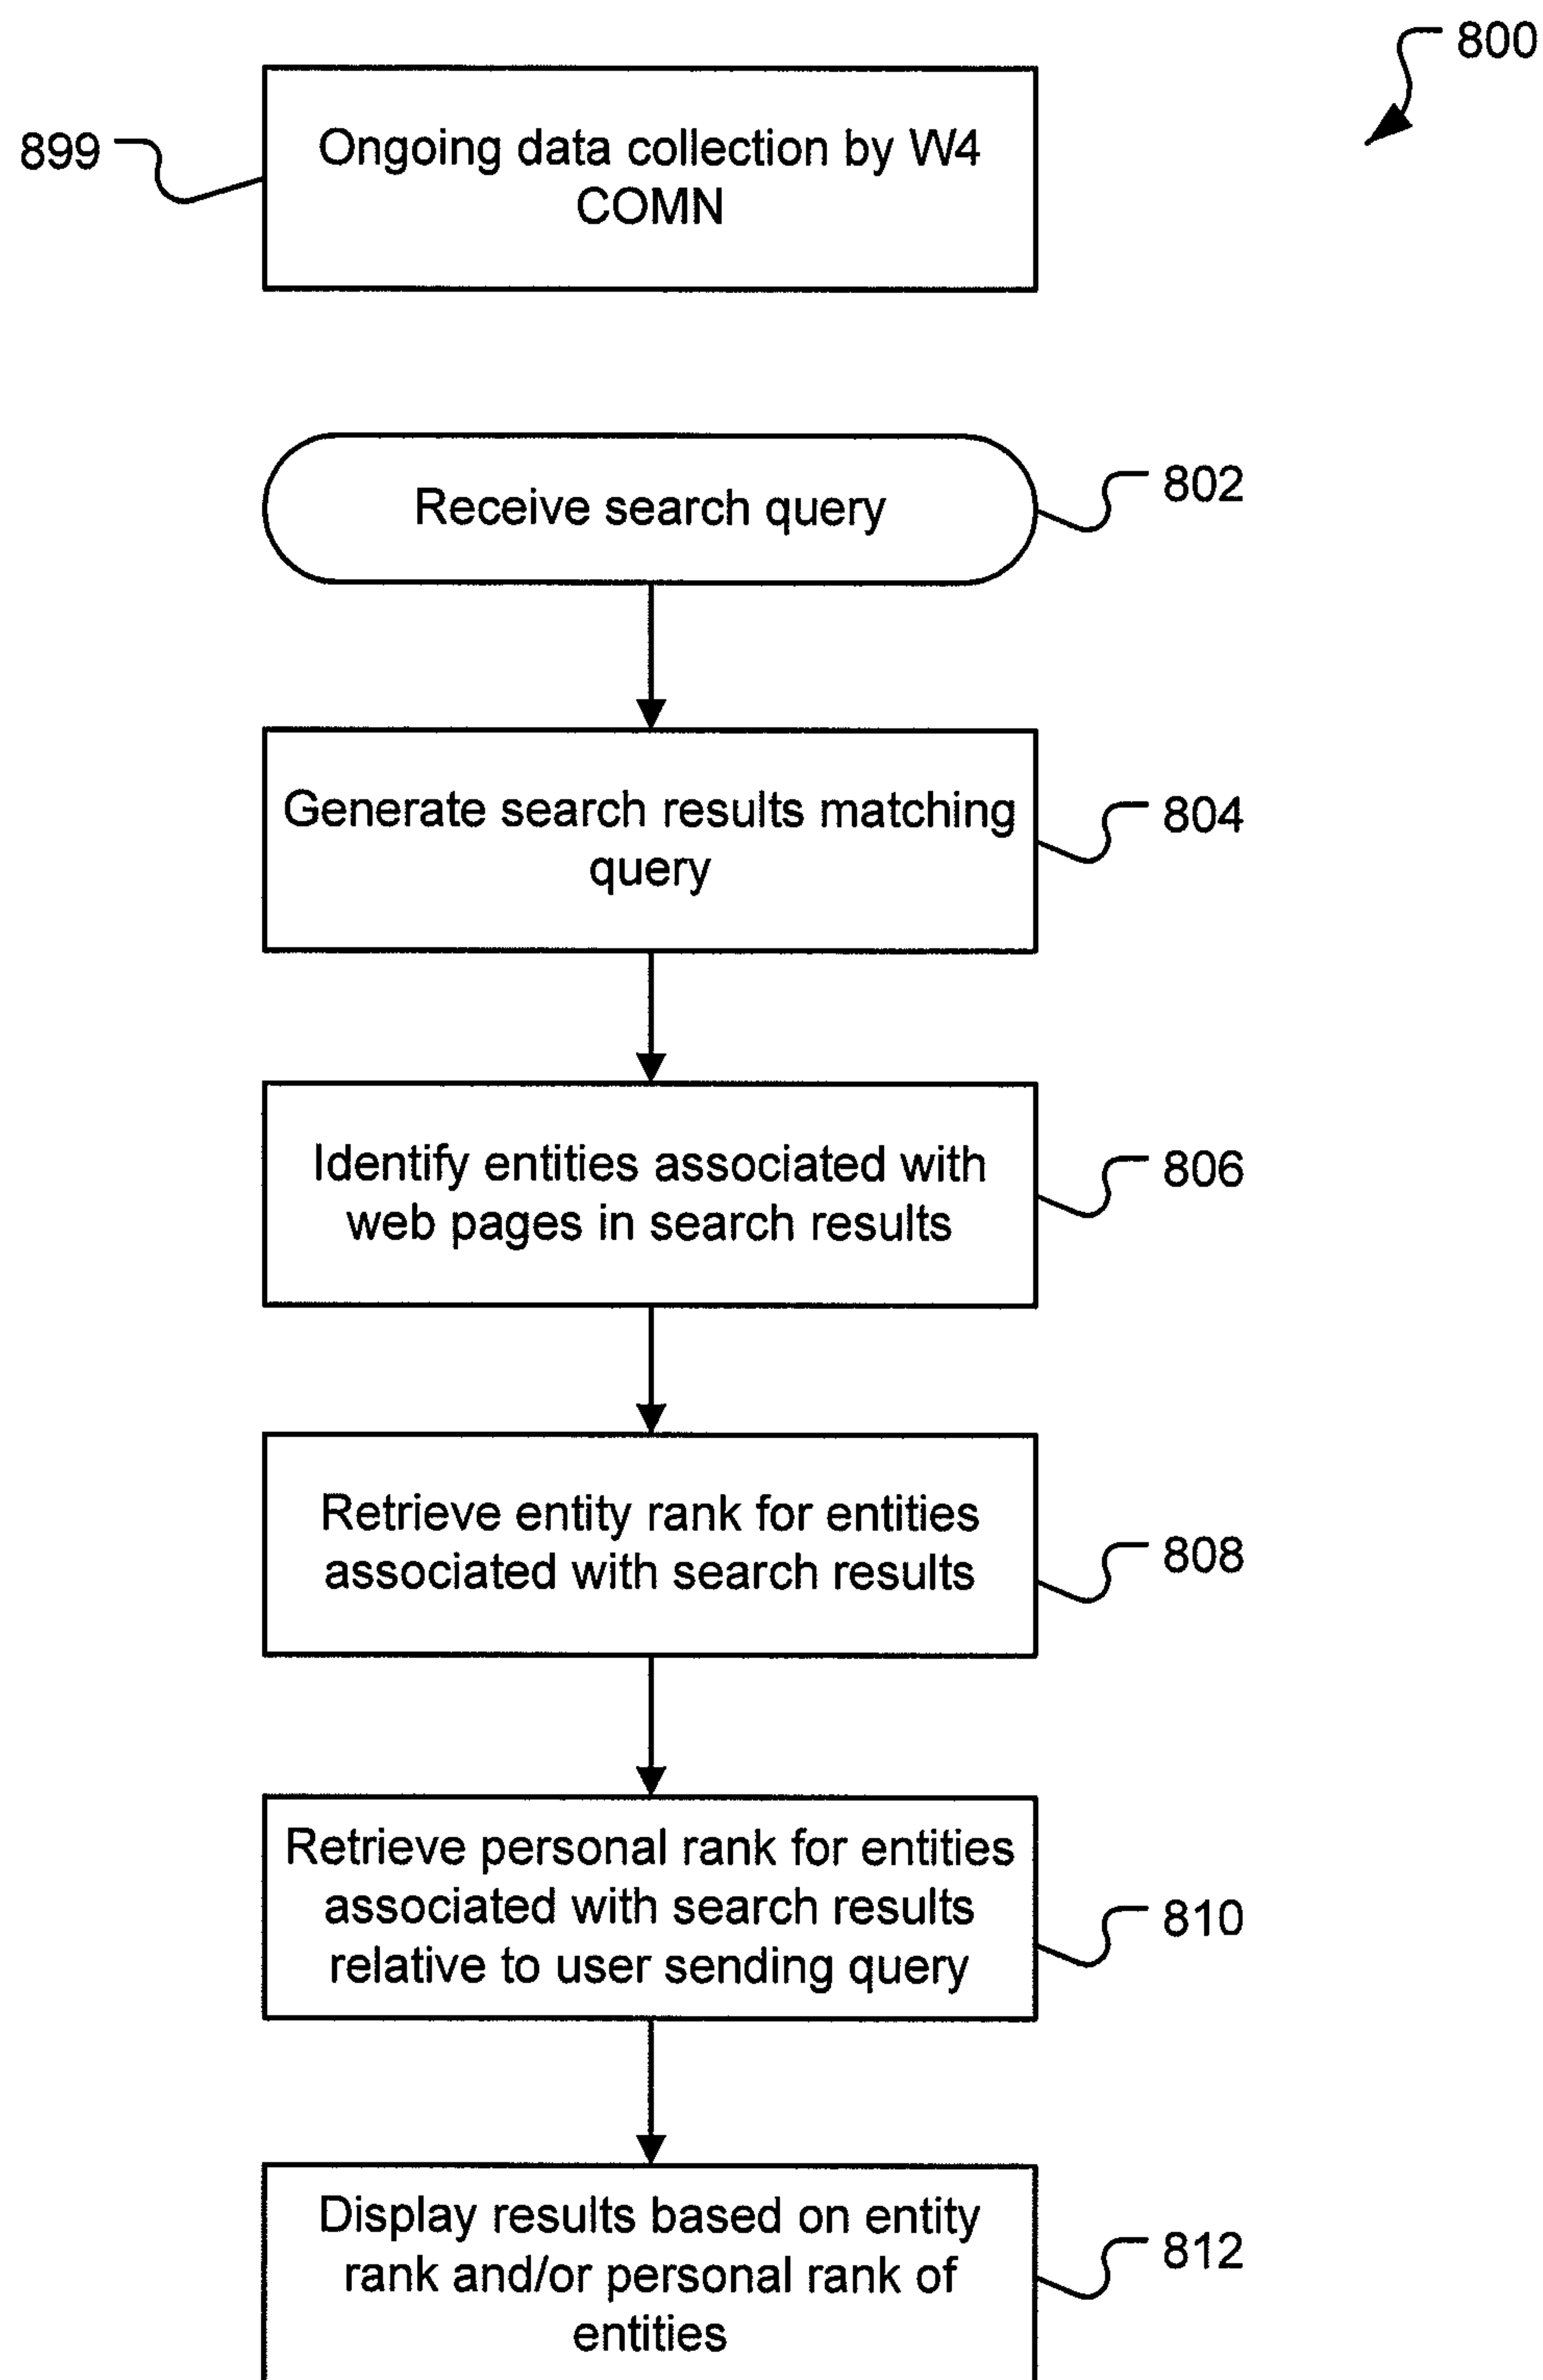 800
899
Ongoing data collection by W4
COMN
Receive search query
802
Generate search results matching
query
804
Identify entities associated with
web pages in search results
806
Retrieve entity rank for entities
associated with search results
808
Retrieve personal rank for entities
associated with search results
relative to user sending query
810
Display results based on entity
rank and/or personal rank of
entities
812